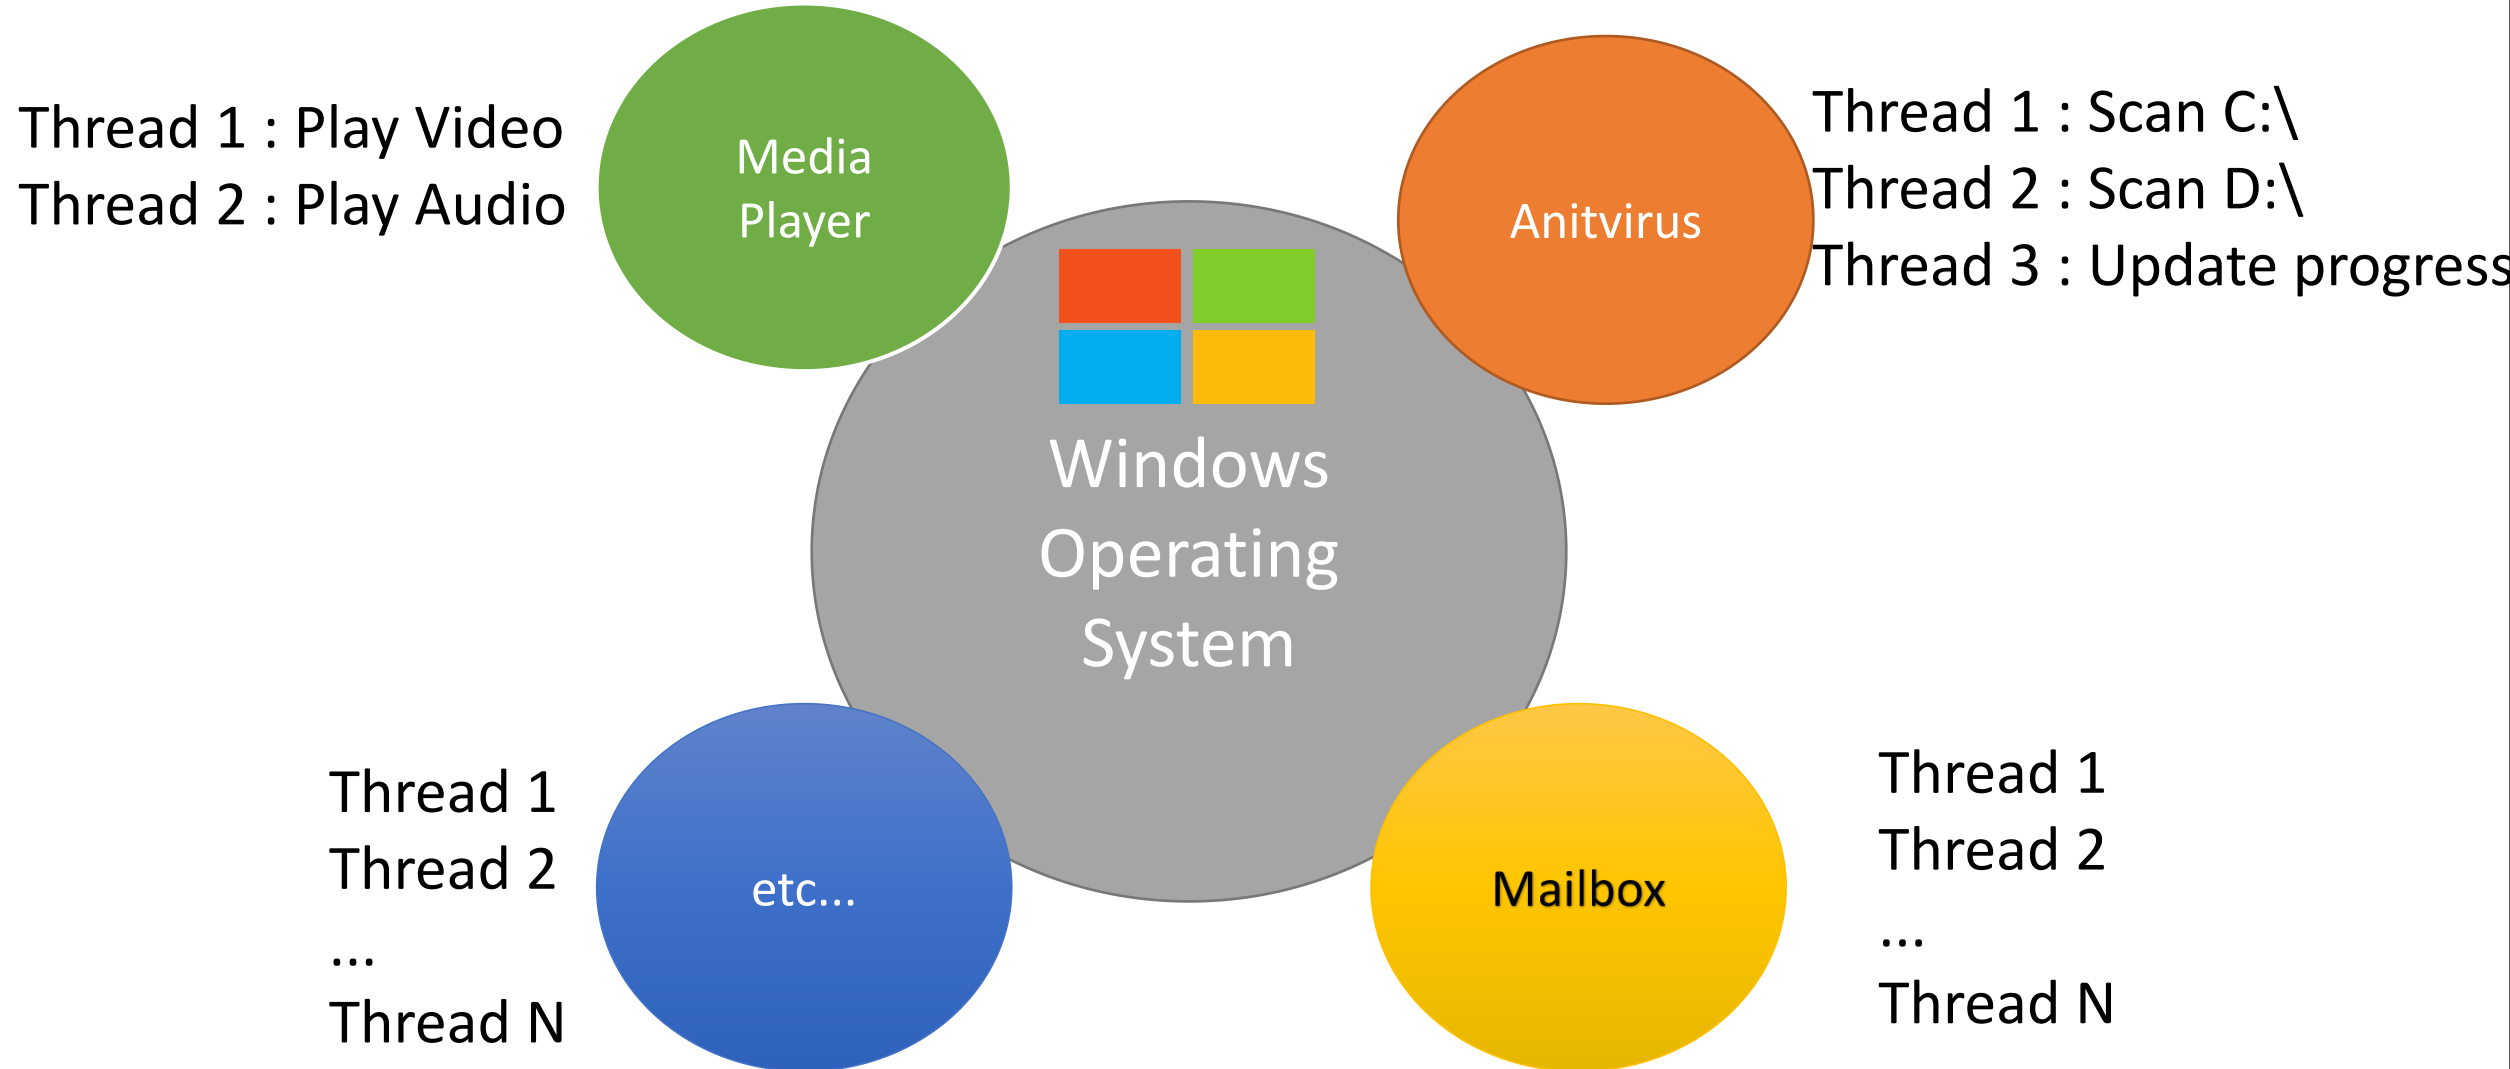 Thread 1 : Play Video
Thread 2 : Play Audio
Media
Player
Antivirus
Thread 1 : Scan C:\
Thread 2 : Scan D:\
Thread 3 : Update progress
Windows
Operating
System
Thread 1
Thread 2
...
Thread N
etc...
Mailbox
Thread 1
Thread 2
...
Thread N